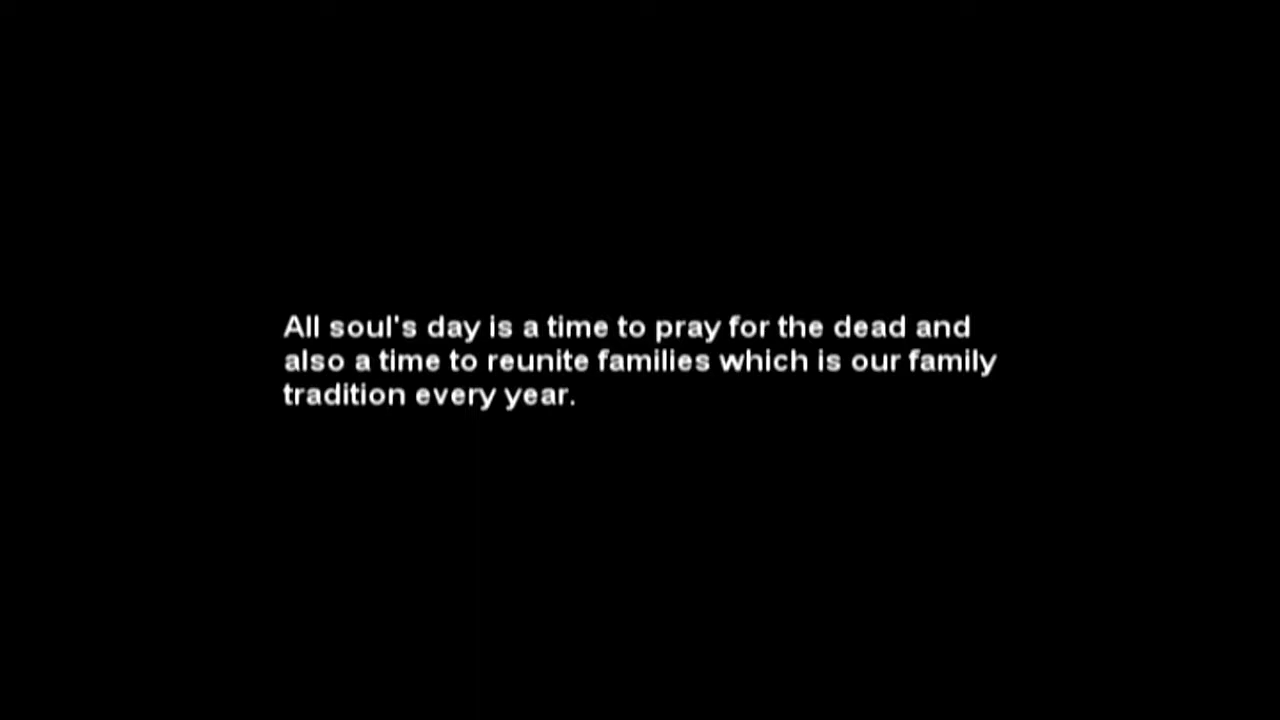 All soul's day is a time to pray for the dead and
also a time to reunite families which is our family
tradition every year.